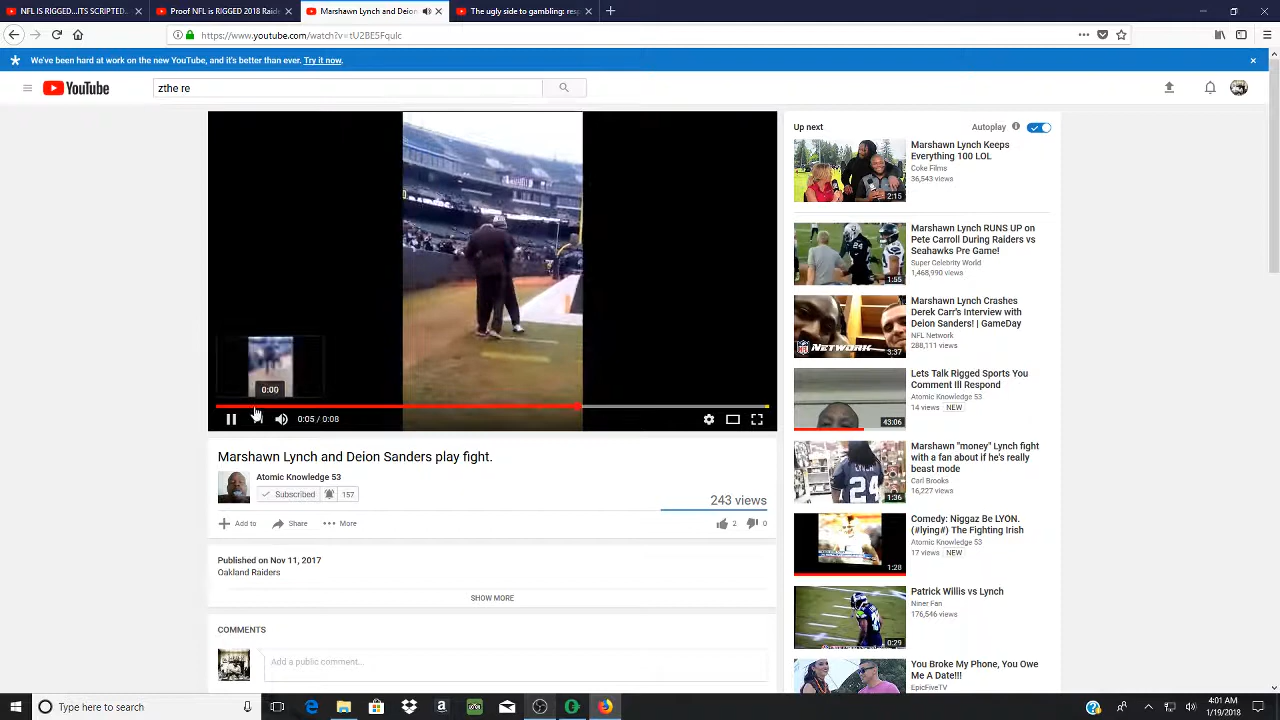 NFL IS RIGGED...ITS SCRIPTED
Proof NFL is RIGGED 2018 Raide
Marshawn Lynch and Deion
The ugly side to gambling: resp
https://www.youtube.com/watch?v=tU2BE5Fqulc
We've been hard at work on the new YouTube, and it's better than ever. Try it now.
YouTube
zthe re
Up next
Autoplay
Marshawn Lynch Keeps
Everything 100 LOL
Coke Films
36,543 views
2:15
Marshawn Lynch RUNS UP on
Pete Carroll During Raiders vs
Seahawks Pre Game!
Super Celebrity World
1,468,990 views
1:55
Marshawn Lynch Crashes
Derek Carr's Interview with
Deion Sanders! | GameDay
NFL Network
288,111 views
NETWORK
3:37
Lets Talk Rigged Sports You
Comment Ill Respond
Atomic Knowledge 53
14 views NEW
43:06
Marshawn "money" Lynch fight
with a fan about if he's really
beast mode
Carl Brooks
16,227 views
LYNCH
24
1:36
Comedy: Niggaz Be LYON.
(#lying#) The Fighting Irish
Atomic Knowledge 53
17 views NEW
1:28
Patrick Willis vs Lynch
Niner Fan
176,546 views
0:29
You Broke My Phone, You Owe
Me A Date!!!
EpicFiveTV
0:00
0:05 / 0:08
Marshawn Lynch and Deion Sanders play fight.
Atomic Knowledge 53
Subscribed 157
243 views
Add to Share More
2 0
Published on Nov 11, 2017
Oakland Raiders
SHOW MORE
COMMENTS
Add a public comment...
Type here to search
4:01 AM
1/19/2018